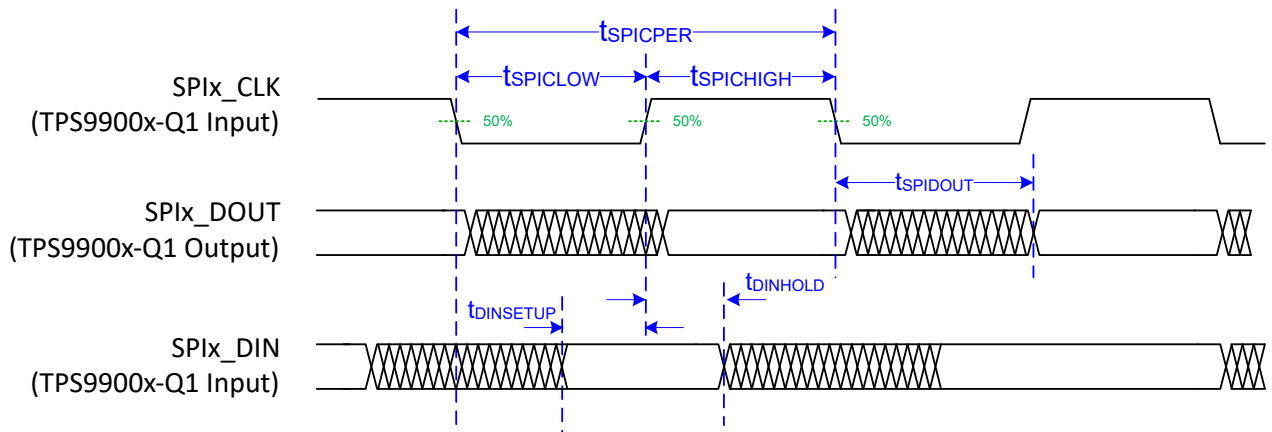 tSPICPER
tSPICLOW
tSPICHIGH
SPIx_CLK
(TPS9900x-Q1 Input)
50%
50%
50%
tSPIDOUT
SPIx_DOUT
(TPS9900x-Q1 Output)
tDINHOLD
tDINSETUP
SPIx_DIN
(TPS9900x-Q1 Input)